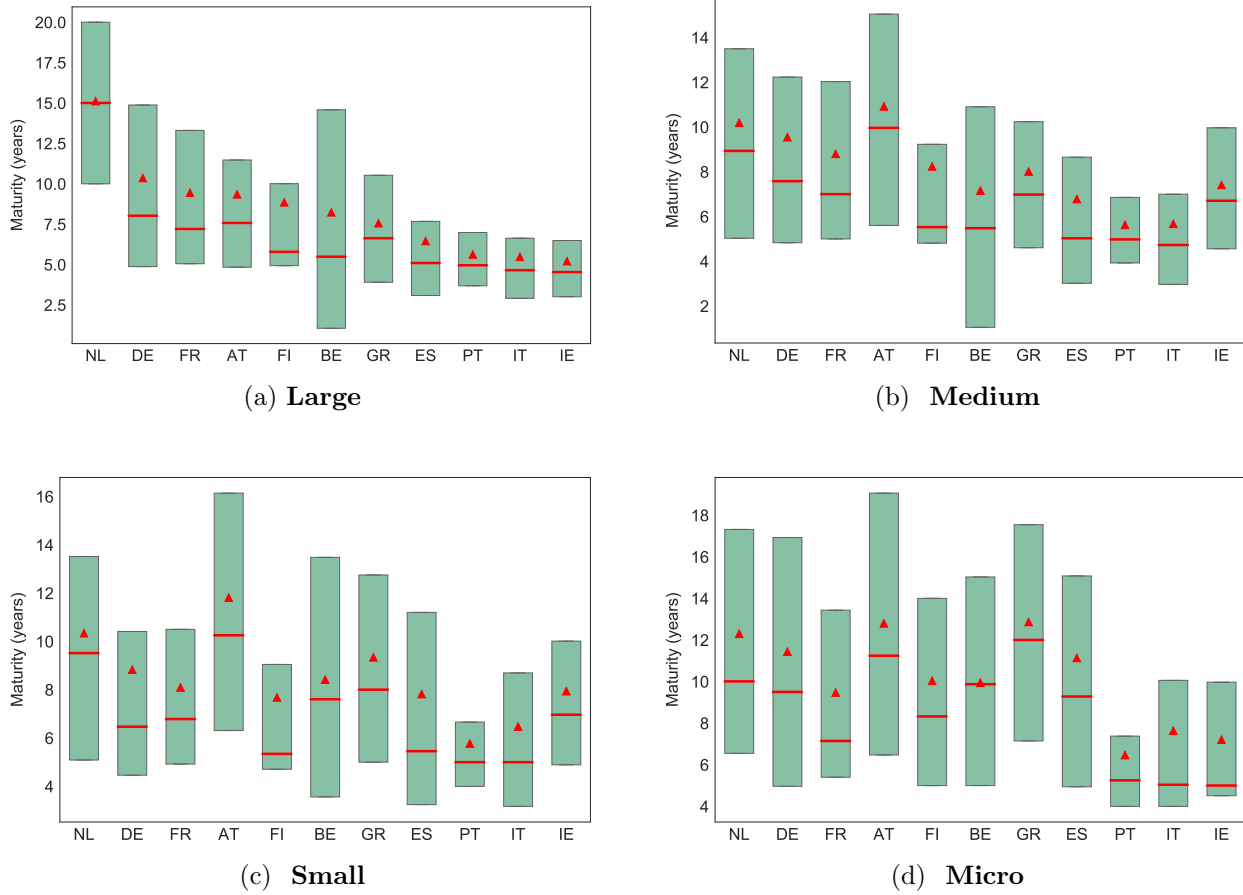 20.0
17.5
15.0
12.5
10.0
7.5
5.0
2.5
Maturity (years)
NL DE FR AT FI BE GR ES PT IT IE
(a) Large
14
12
10
8
6
4
2
Maturity (years)
NL DE FR AT FI BE GR ES PT IT IE
(b) Medium
16
14
12
10
8
6
4
Maturity (years)
NL DE FR AT FI BE GR ES PT IT IE
(c) Small
18
16
14
12
10
8
6
4
Maturity (years)
NL DE FR AT FI BE GR ES PT IT IE
(d) Micro